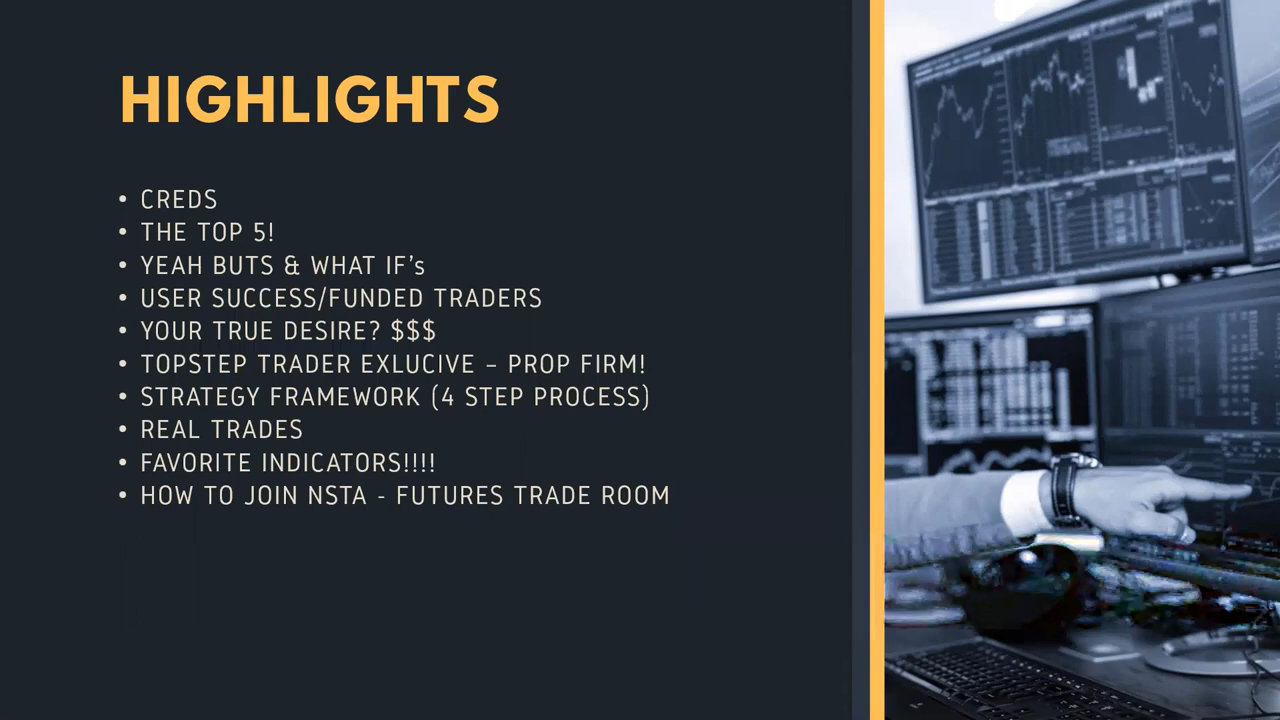 HIGHLIGHTS
• CREDS
• THE TOP 5!
• YEAH BUTS & WHAT IF’s
• USER SUCCESS/FUNDED TRADERS
• YOUR TRUE DESIRE? $$$
• TOPSTEP TRADER EXLUCIVE – PROP FIRM!
• STRATEGY FRAMEWORK (4 STEP PROCESS)
• REAL TRADES
• FAVORITE INDICATORS!!!!
• HOW TO JOIN NSTA - FUTURES TRADE ROOM